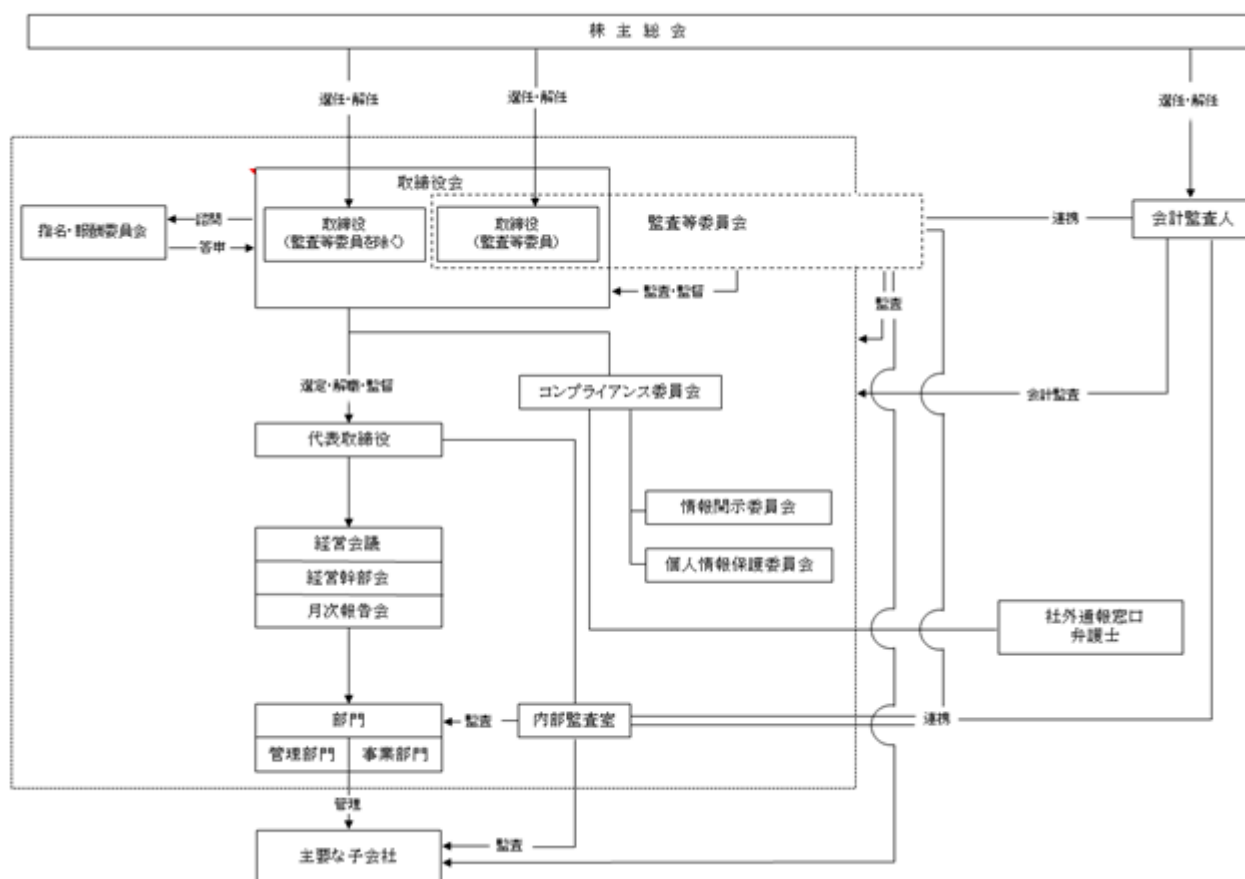 株主総会
選任・解任
選任・解任
選任・解任
取締役会
指名・報酬委員会
諮問
答申
取締役
(監査等委員を除く)
取締役
(監査等委員)
監査等委員会
連携
会計監査人
監査・監督
監査
選定・解職・監督
コンプライアンス委員会
会計監査
代表取締役
情報開示委員会
経営会議
経営幹部会
月次報告会
個人情報保護委員会
社外通報窓口
弁護士
部門
監査
内部監査室
連携
管理部門
事業部門
管理
監査
主要な子会社